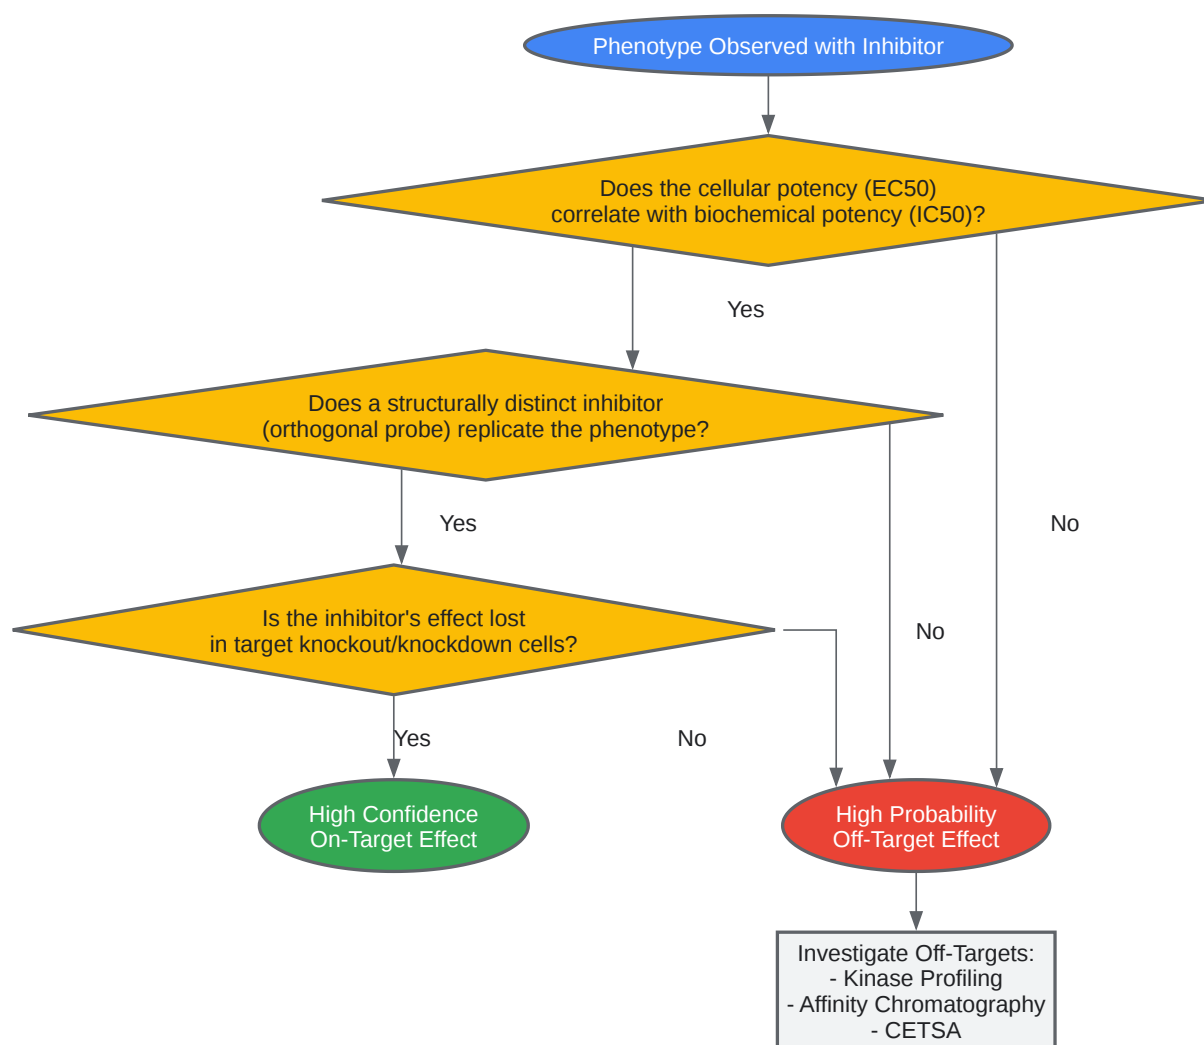 Phenotype Observed with Inhibitor
Does the cellular potency (EC50)
correlate with biochemical potency (IC50)?
Yes
Does a structurally distinct inhibitor
(orthogonal probe) replicate the phenotype?
Yes
No
Is the inhibitor's effect lost
in target knockout/knockdown cells?
No
Yes
No
High Confidence
On-Target Effect
High Probability
Off-Target Effect
Investigate Off-Targets:
- Kinase Profiling
- Affinity Chromatography
- CETSA